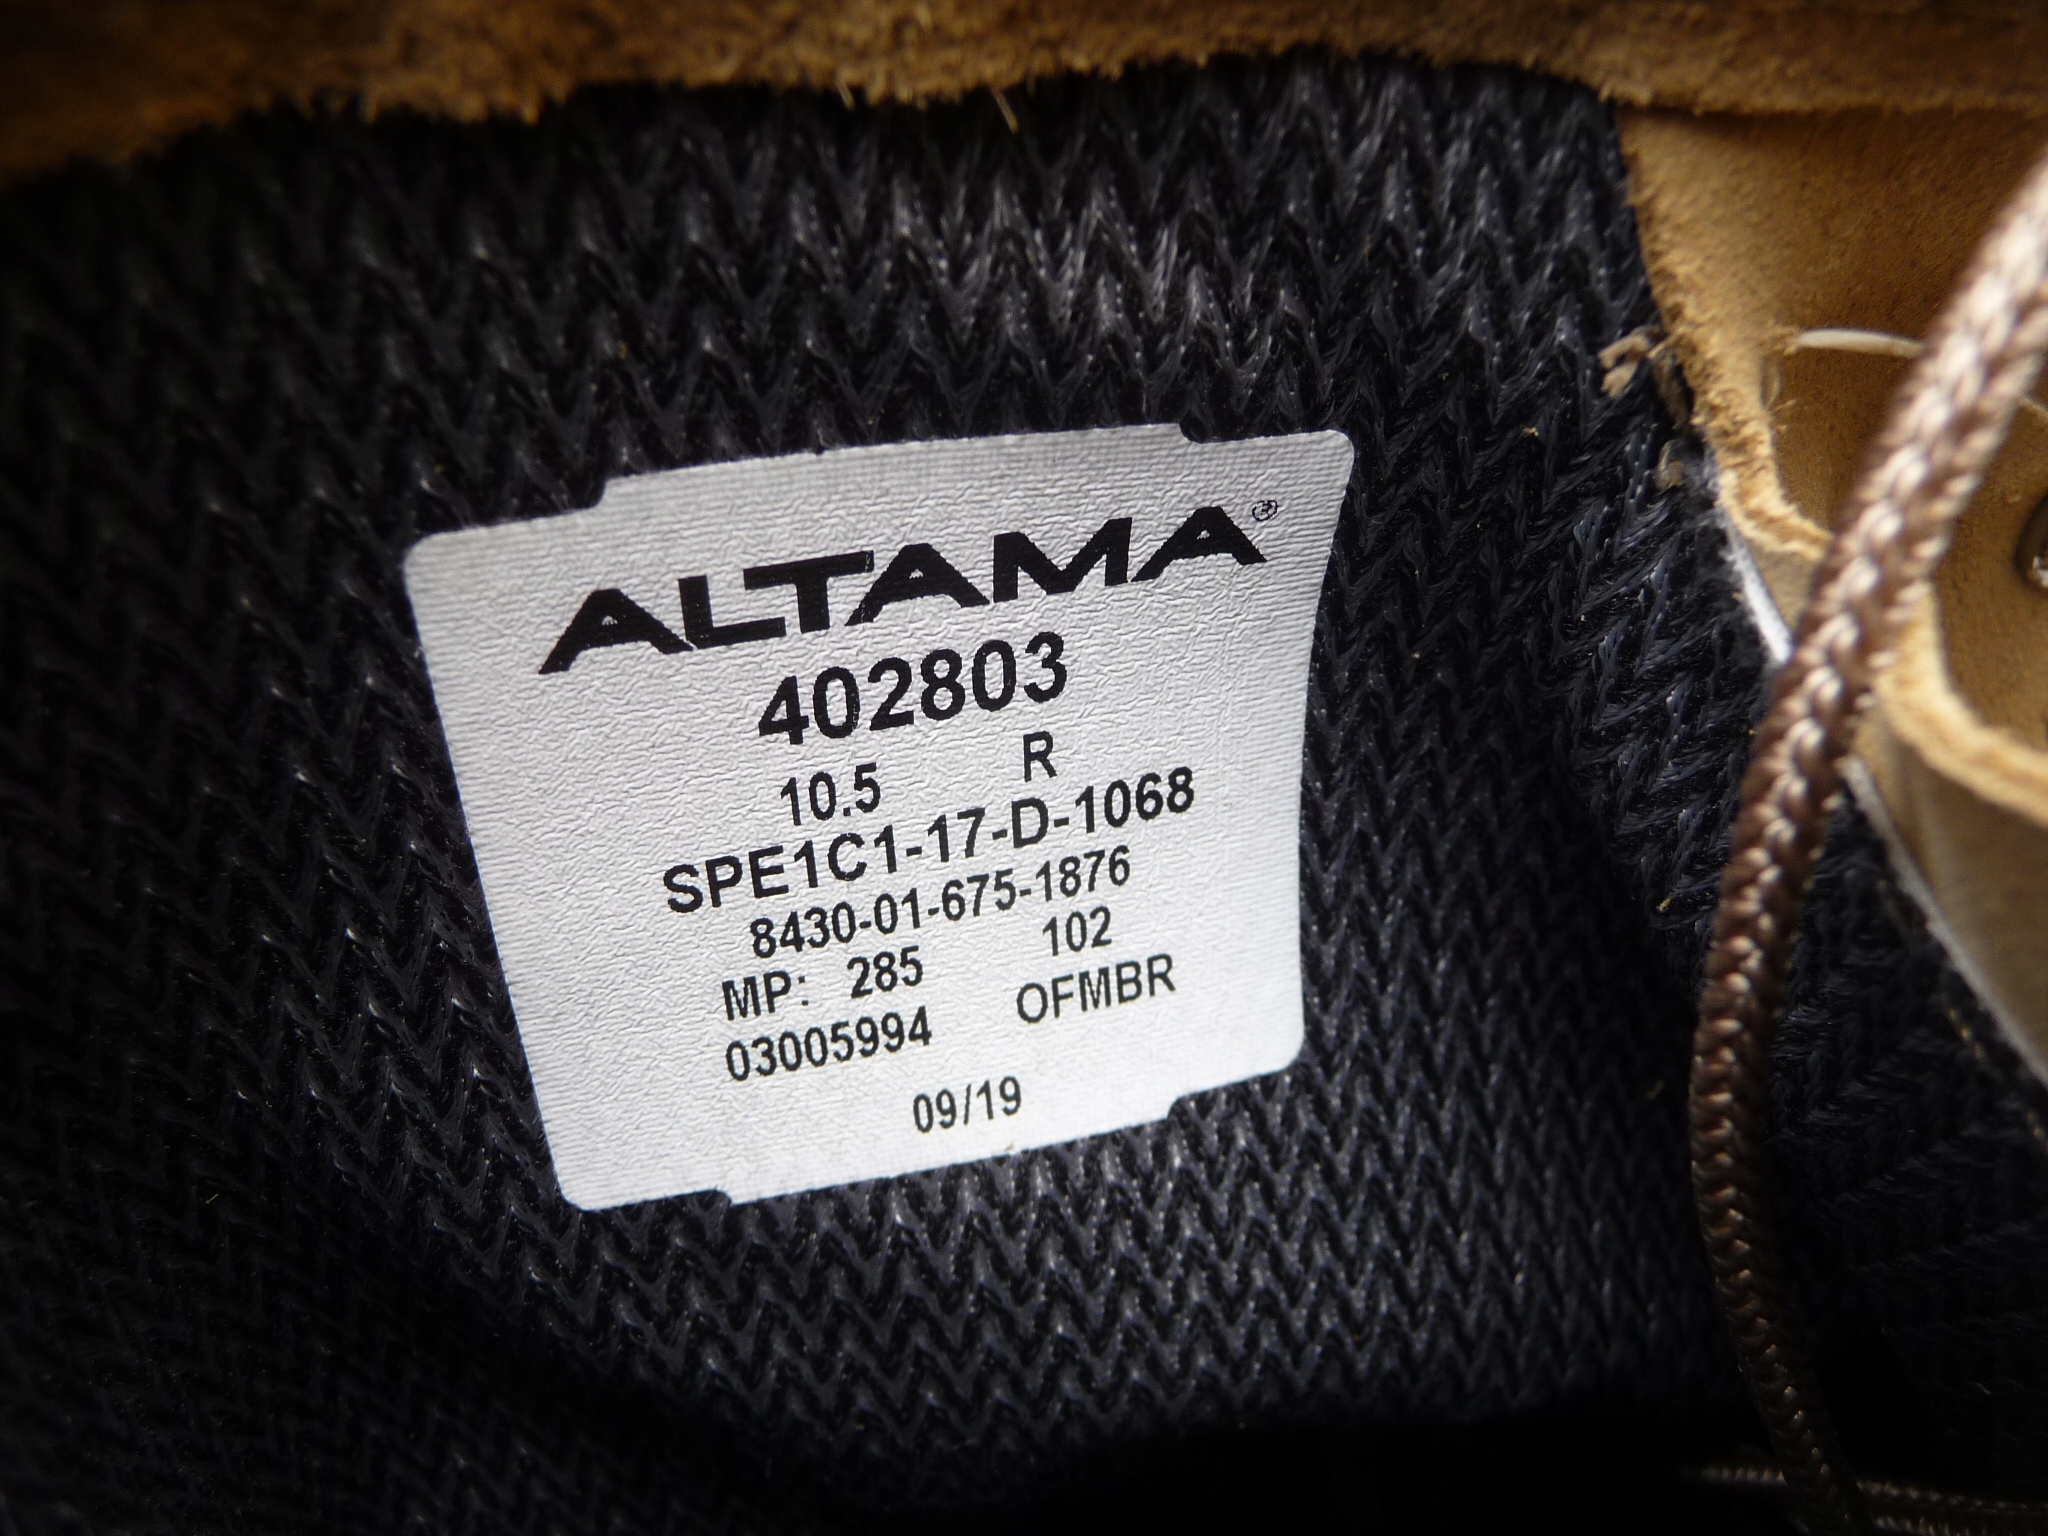 ALTAMA®
402803
10.5 R
SPE1C1-17-D-1068
8430-01-675-1876
MP: 285 102
03005994 OFMBR
09/19